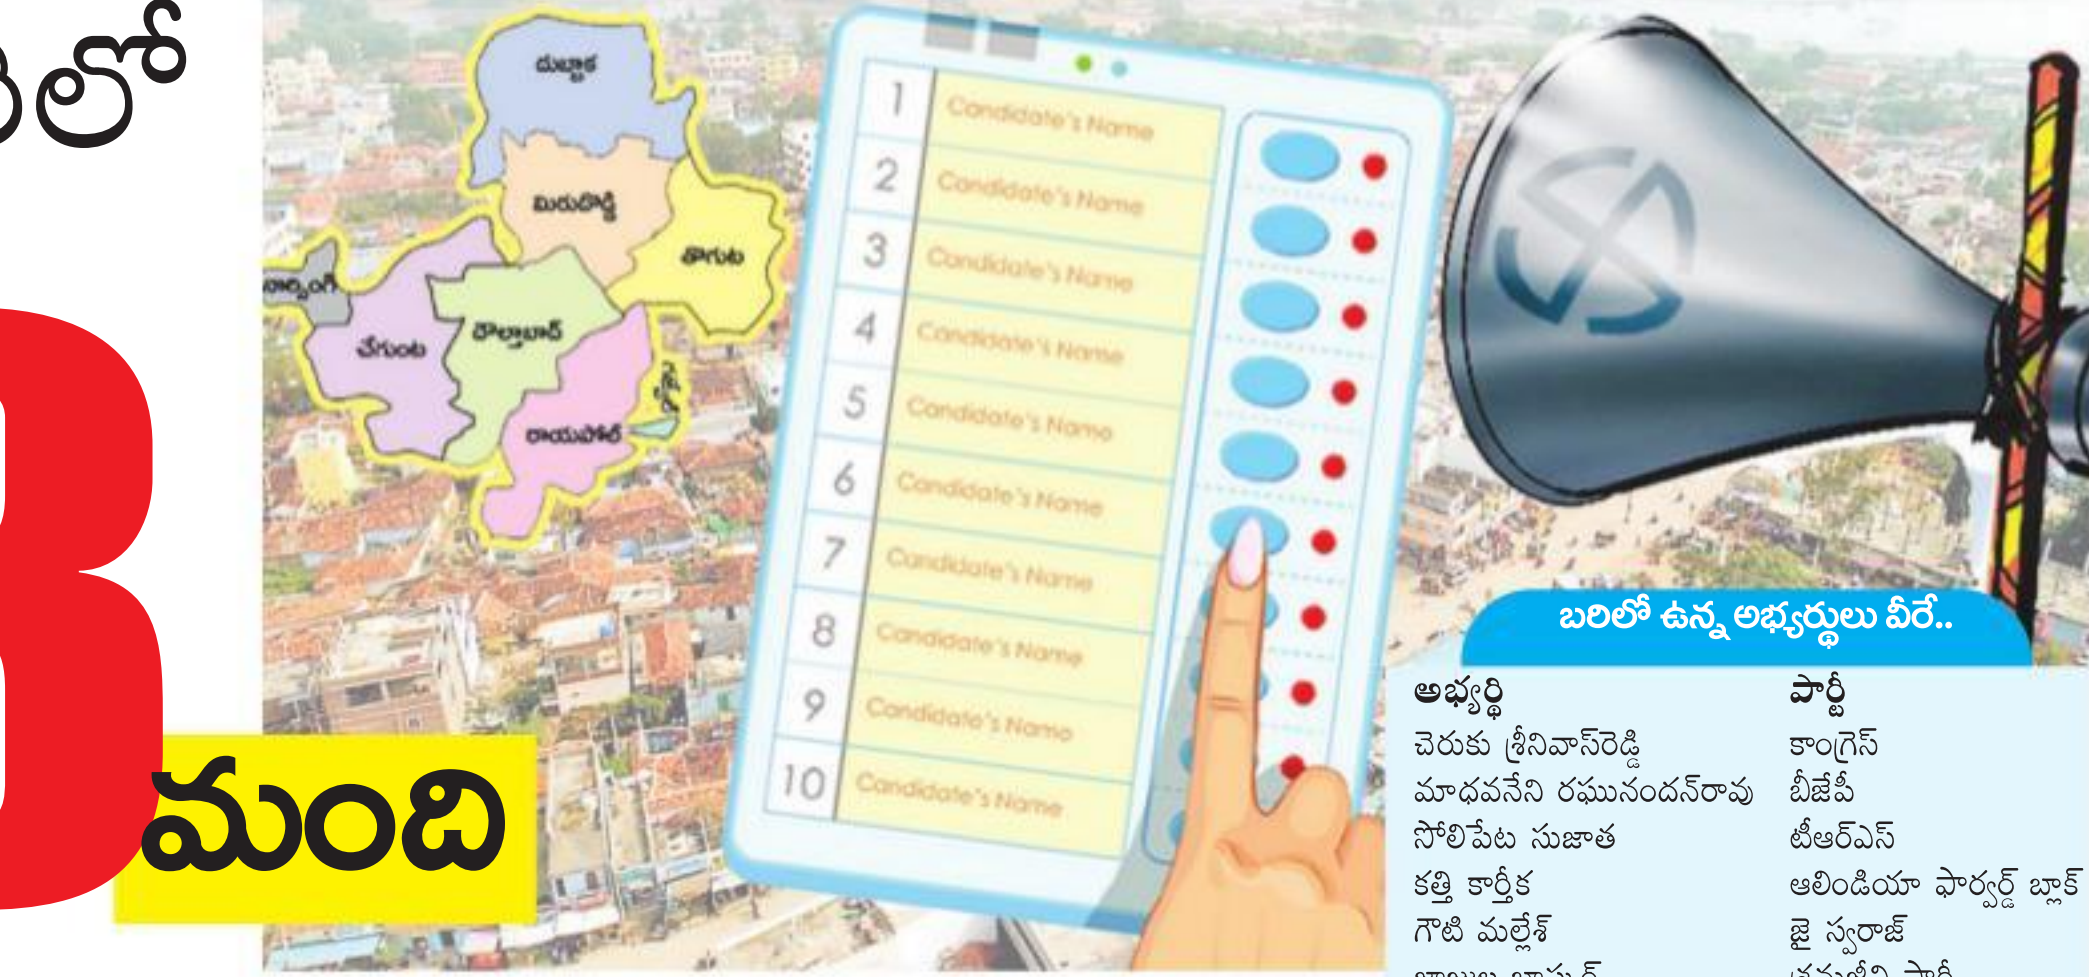 లో
మంది
దుబ్బాక
మిరుదొడ్డి
తొగుట
నార్సింగి
చేగుంట
దౌల్తాబాద్
రాయపోల్
1 Candidate's Name
2 Candidate's Name
3 Candidate's Name
4 Candidate's Name
5 Candidate's Name
6 Candidate's Name
7 Candidate's Name
8 Candidate's Name
9 Candidate's Name
10 Candidate's Name
బరిలో ఉన్న అభ్యర్థులు వీరే..
అభ్యర్థి పార్టీ
చెరుకు శ్రీనివాస్‌రెడ్డి కాంగ్రెస్
మాధవనేని రఘునందన్‌రావు బీజేపీ
సోలిపేట సుజాత టీఆర్‌ఎస్
కత్తి కార్తీక ఆలిండియా ఫార్వర్డ్ బ్లాక్
గౌటి మల్లేశ్ జై స్వరాజ్